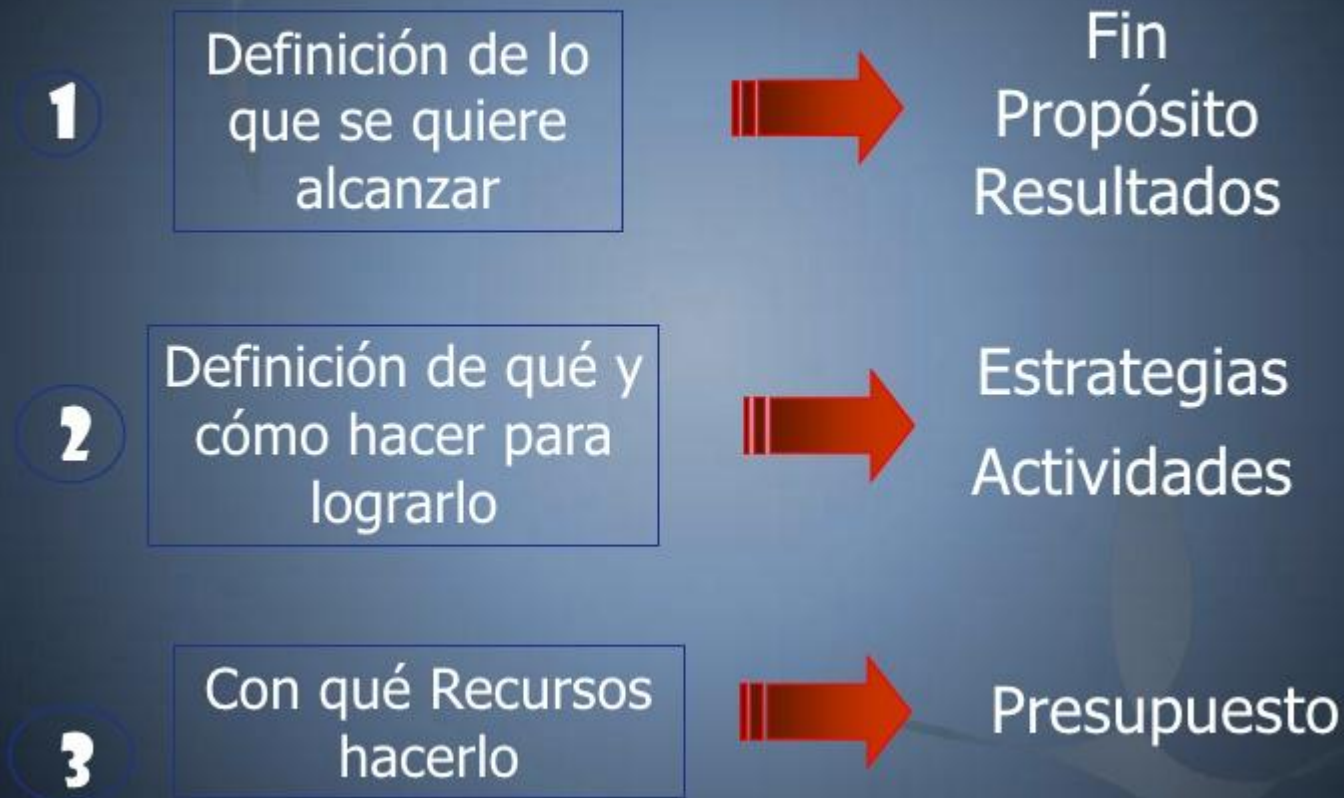 1
Definición de lo
que se quiere
alcanzar
Fin
Propósito
Resultados
2
Definición de qué y
cómo hacer para
lograrlo
Estrategias
Actividades
3
Con qué Recursos
hacerlo
Presupuesto